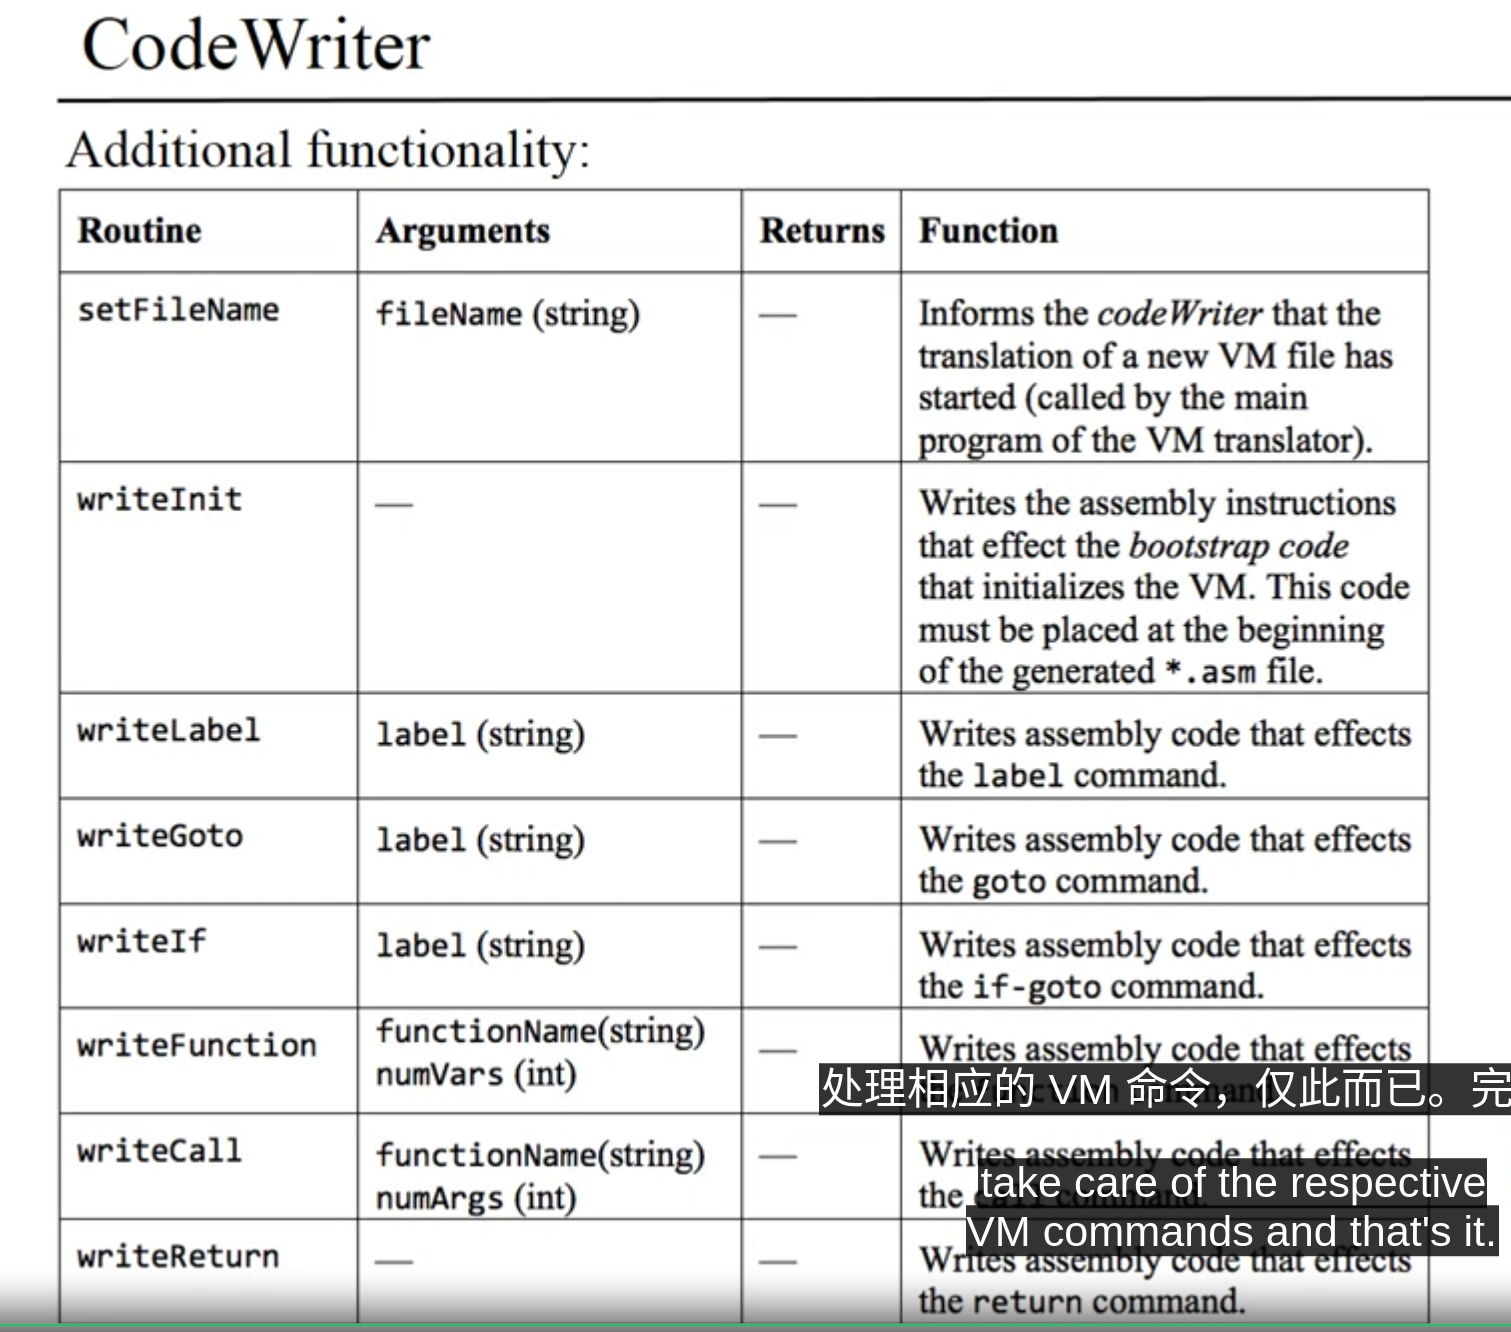 CodeWriter
Additional functionality:
Routine Arguments Returns Function
setFileName fileName (string) — Informs the codeWriter that the
translation of a new VM file has
started (called by the main
program of the VM translator).
writeInit — — Writes the assembly instructions
that effect the bootstrap code
that initializes the VM. This code
must be placed at the beginning
of the generated *.asm file.
writeLabel label (string) — Writes assembly code that effects
the label command.
writeGoto label (string) — Writes assembly code that effects
the goto command.
writeIf label (string) — Writes assembly code that effects
the if-goto command.
writeFunction functionName(string) — Writes assembly code that effects
numVars (int)
处理相应的 VM 命令，仅此而已。完
writeCall functionName(string) — Writes assembly code that effects
numArgs (int) the call command.
take care of the respective
VM commands and that's it.
writeReturn — — Writes assembly code that effects
the return command.